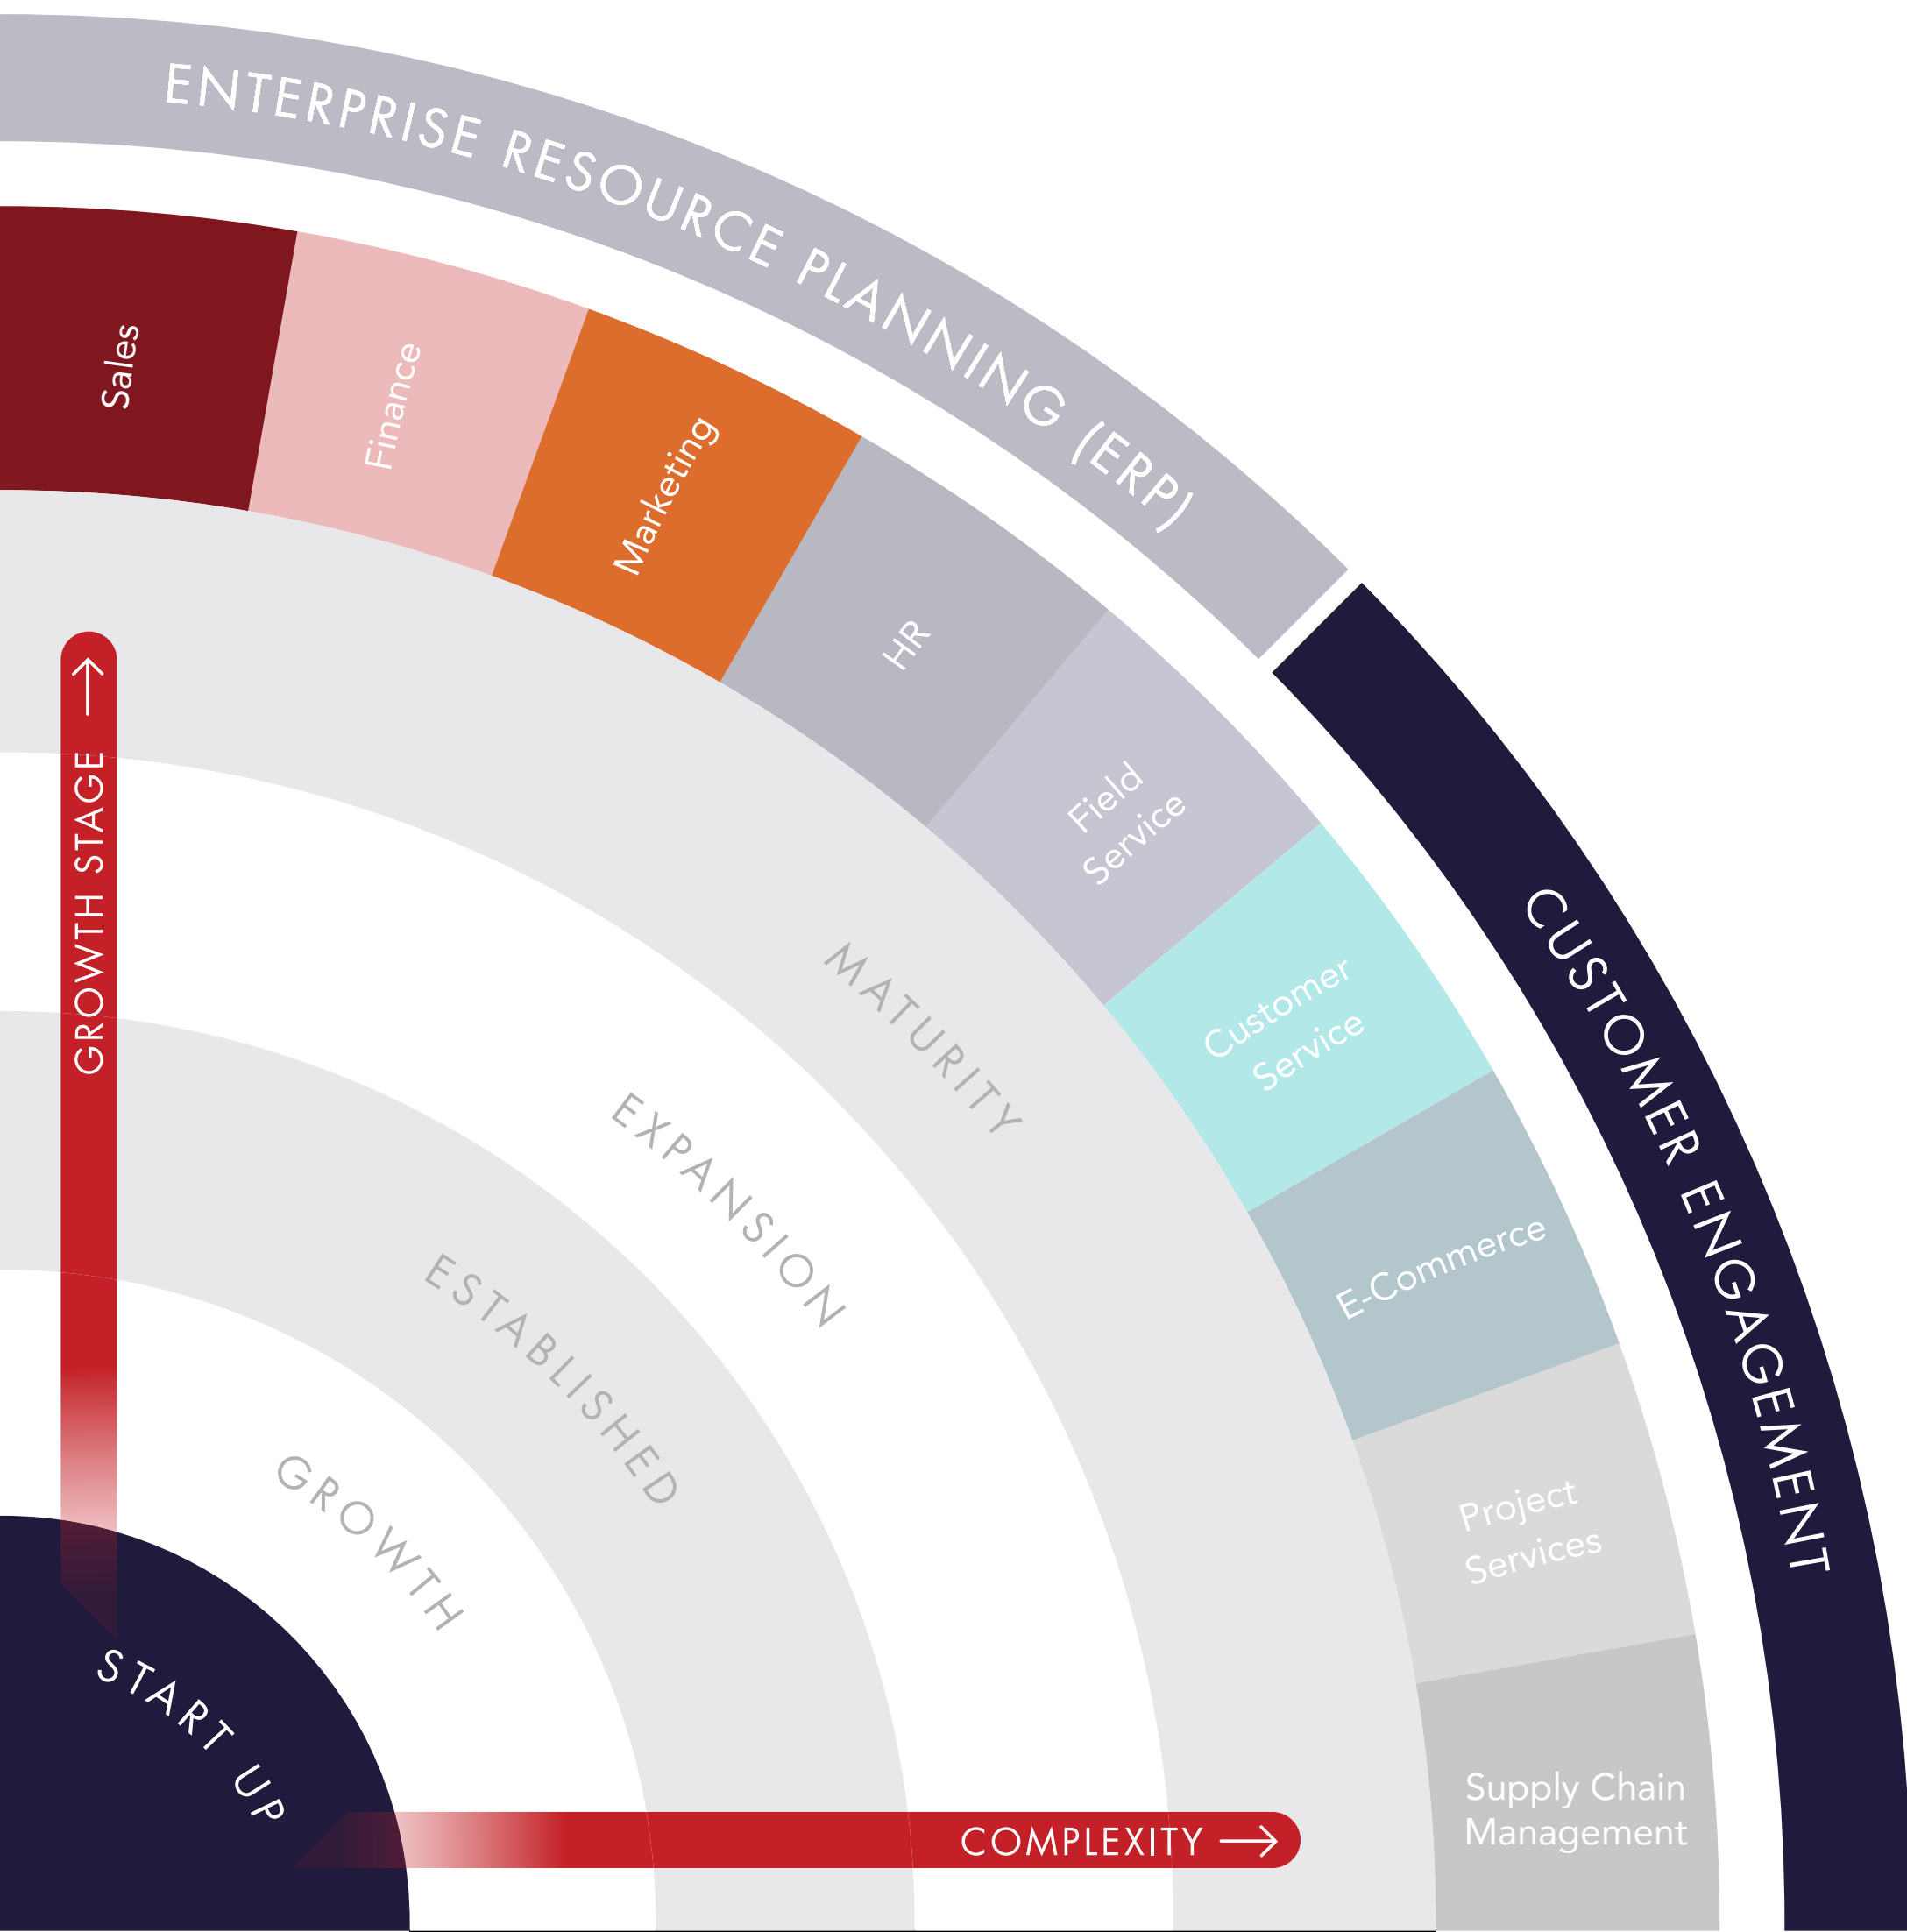 ENTERPRISE RESOURCE PLANNING (ERP)
CUSTOMER ENGAGEMENT
Sales
Finance
Marketing
HR
Field
Service
Customer
Service
E-Commerce
Project
Services
Supply Chain
Management
GROWTH STAGE
MATURITY
EXPANSION
ESTABLISHED
GROWTH
START UP
COMPLEXITY